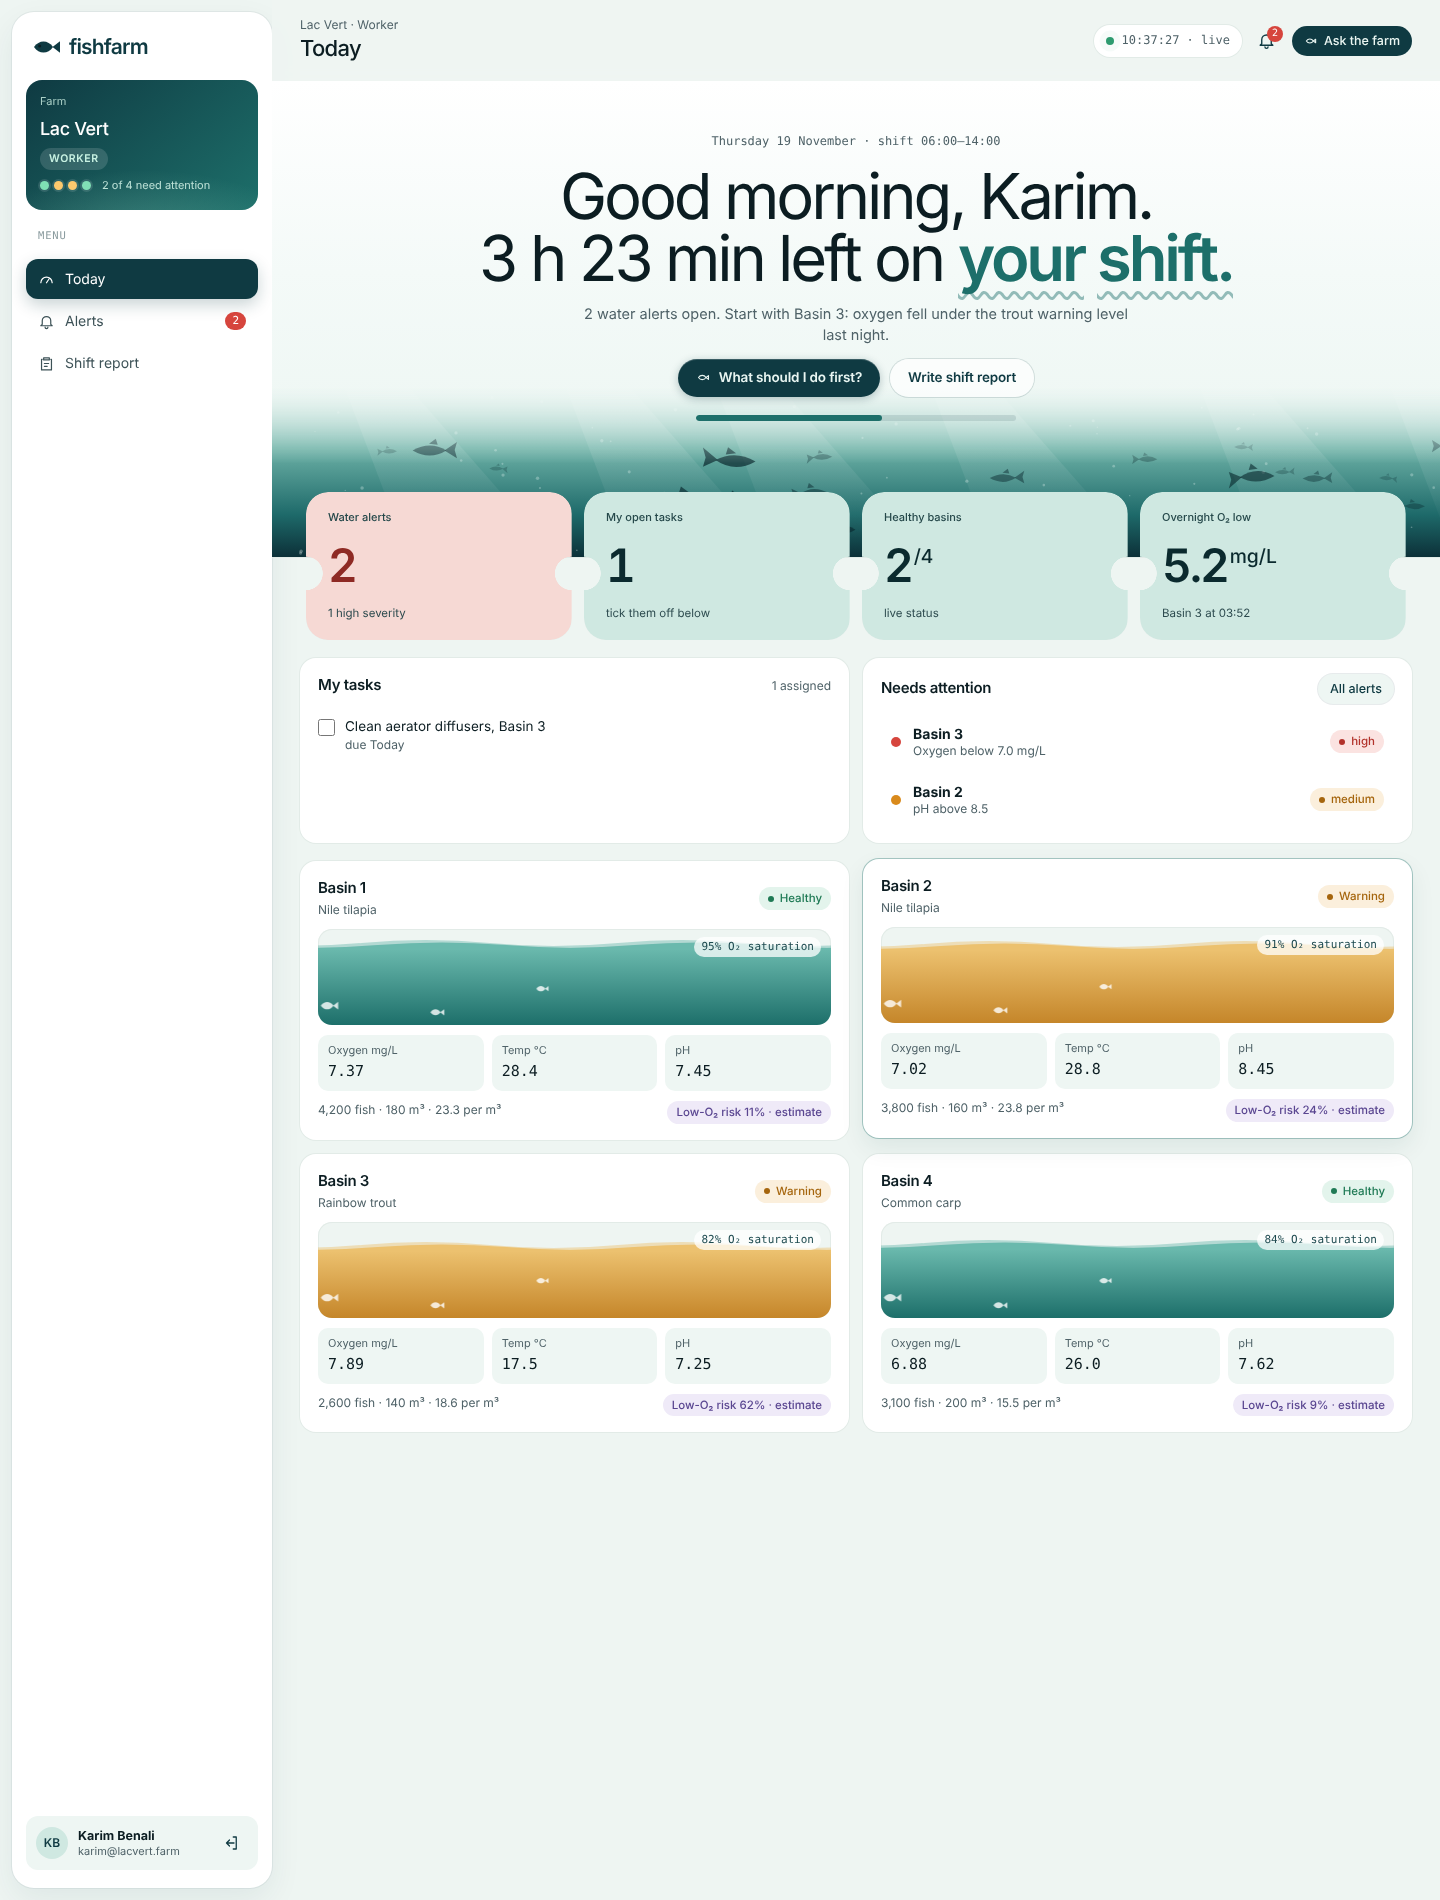 fishfarm
Farm
Lac Vert
WORKER
2 of 4 need attention
MENU
Today
Alerts
2
Shift report
KB
Karim Benali
karim@lacvert.farm
Lac Vert · Worker
Today
10:37:27 · live
2
Ask the farm
Thursday 19 November · shift 06:00–14:00
Good morning, Karim.
3 h 23 min left on your shift.
2 water alerts open. Start with Basin 3: oxygen fell under the trout warning level
last night.
What should I do first?
Write shift report
Water alerts
2
1 high severity
My open tasks
1
tick them off below
Healthy basins
2/4
live status
Overnight O₂ low
5.2mg/L
Basin 3 at 03:52
My tasks
1 assigned
Clean aerator diffusers, Basin 3
due Today
Needs attention
All alerts
Basin 3
Oxygen below 7.0 mg/L
high
Basin 2
pH above 8.5
medium
Basin 1
Nile tilapia
Healthy
95% O₂ saturation
Oxygen mg/L
7.37
Temp °C
28.4
pH
7.45
4,200 fish · 180 m³ · 23.3 per m³
Low-O₂ risk 11% · estimate
Basin 2
Nile tilapia
Warning
91% O₂ saturation
Oxygen mg/L
7.02
Temp °C
28.8
pH
8.45
3,800 fish · 160 m³ · 23.8 per m³
Low-O₂ risk 24% · estimate
Basin 3
Rainbow trout
Warning
82% O₂ saturation
Oxygen mg/L
7.89
Temp °C
17.5
pH
7.25
2,600 fish · 140 m³ · 18.6 per m³
Low-O₂ risk 62% · estimate
Basin 4
Common carp
Healthy
84% O₂ saturation
Oxygen mg/L
6.88
Temp °C
26.0
pH
7.62
3,100 fish · 200 m³ · 15.5 per m³
Low-O₂ risk 9% · estimate